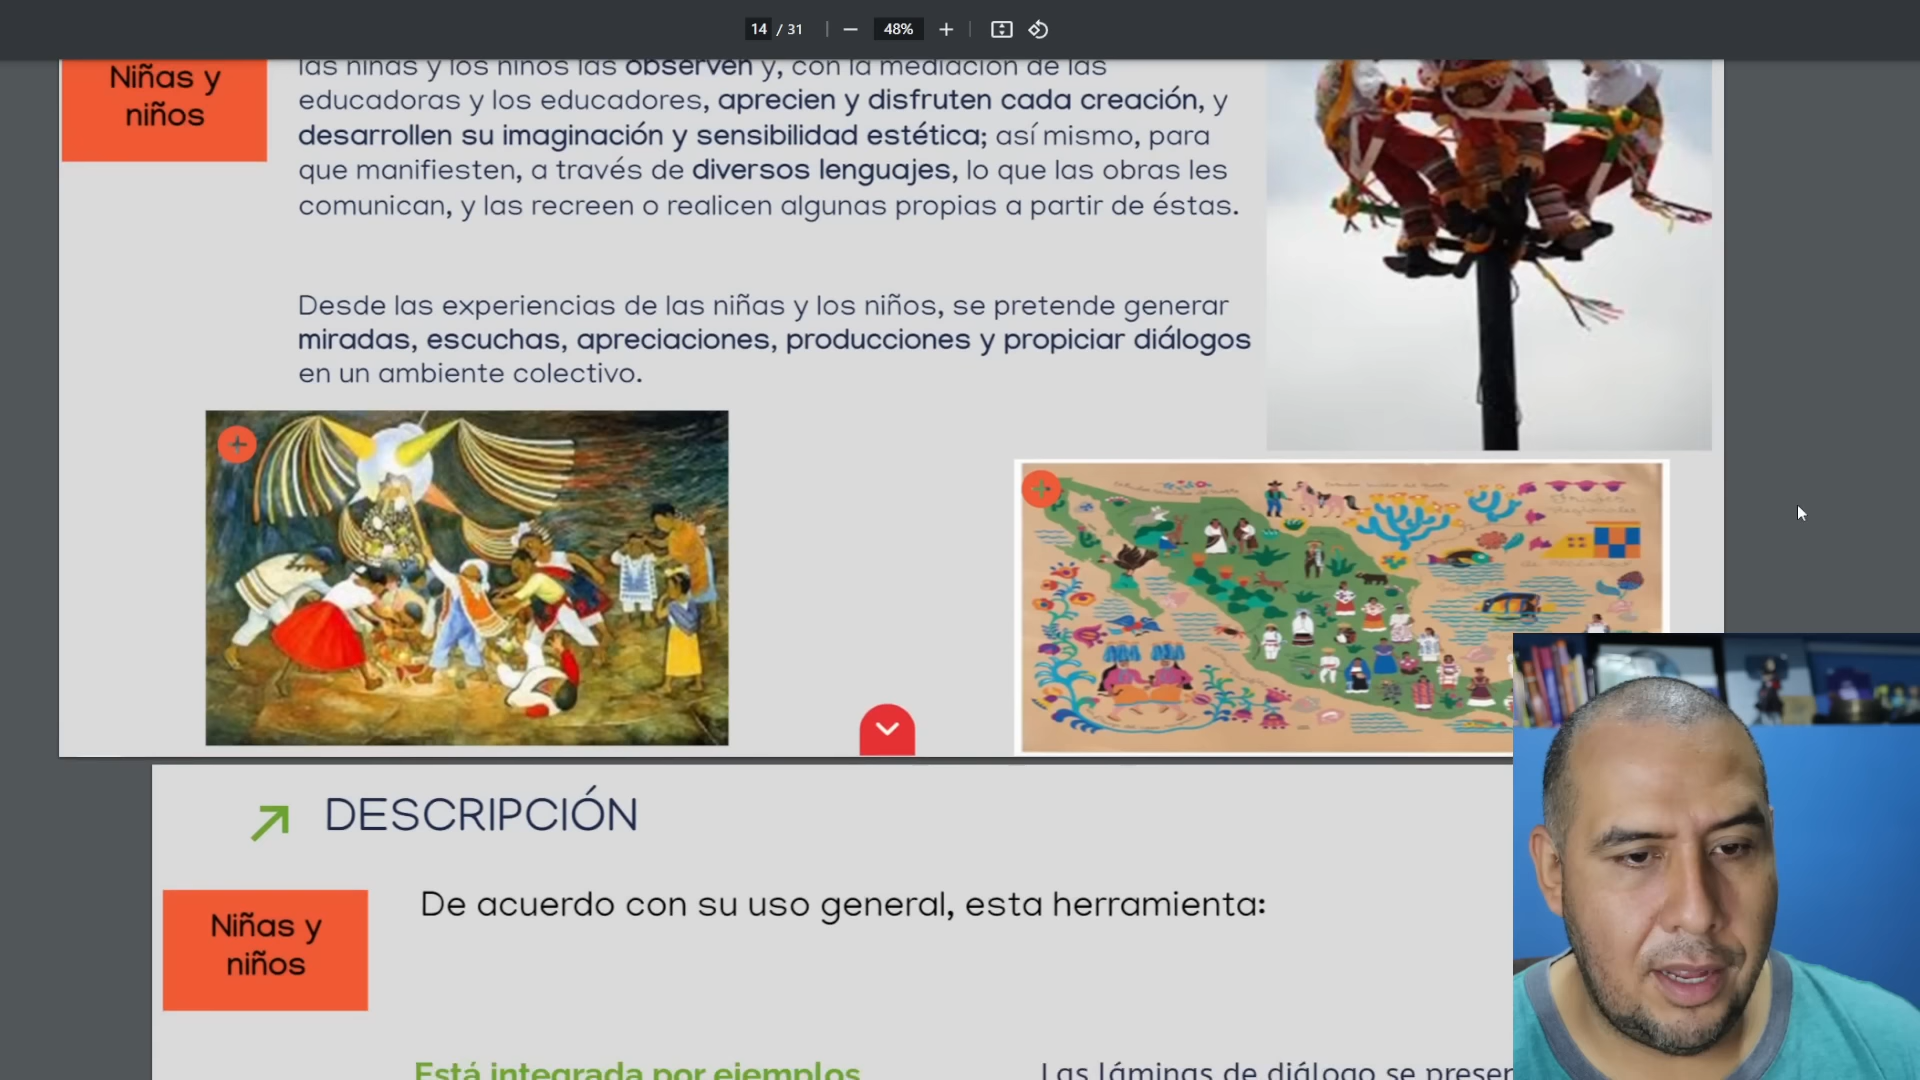 14 / 31
48%
Niñas y
niños
las niñas y los niños las observen y, con la mediación de las
educadoras y los educadores, aprecien y disfruten cada creación, y
desarrollen su imaginación y sensibilidad estética; así mismo, para
que manifiesten, a través de diversos lenguajes, lo que las obras les
comunican, y las recreen o realicen algunas propias a partir de éstas.
Desde las experiencias de las niñas y los niños, se pretende generar
miradas, escuchas, apreciaciones, producciones y propiciar diálogos
en un ambiente colectivo.
DESCRIPCIÓN
Niñas y
niños
De acuerdo con su uso general, esta herramienta:
Está integrada por ejemplos
Las láminas de diálogo se presen